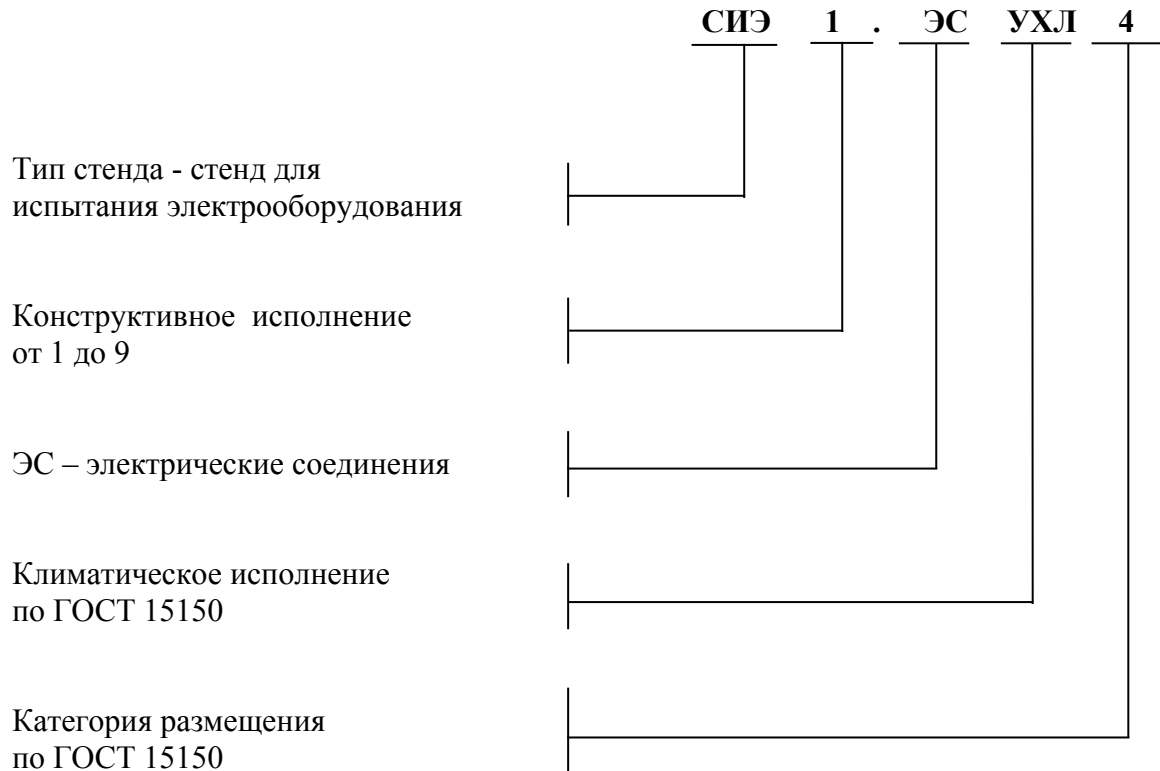 СИЭ 1 . ЭС УХЛ 4
Тип стенда - стенд для
испытания электрооборудования
Конструктивное исполнение
от 1 до 9
ЭС – электрические соединения
Климатическое исполнение
по ГОСТ 15150
Категория размещения
по ГОСТ 15150